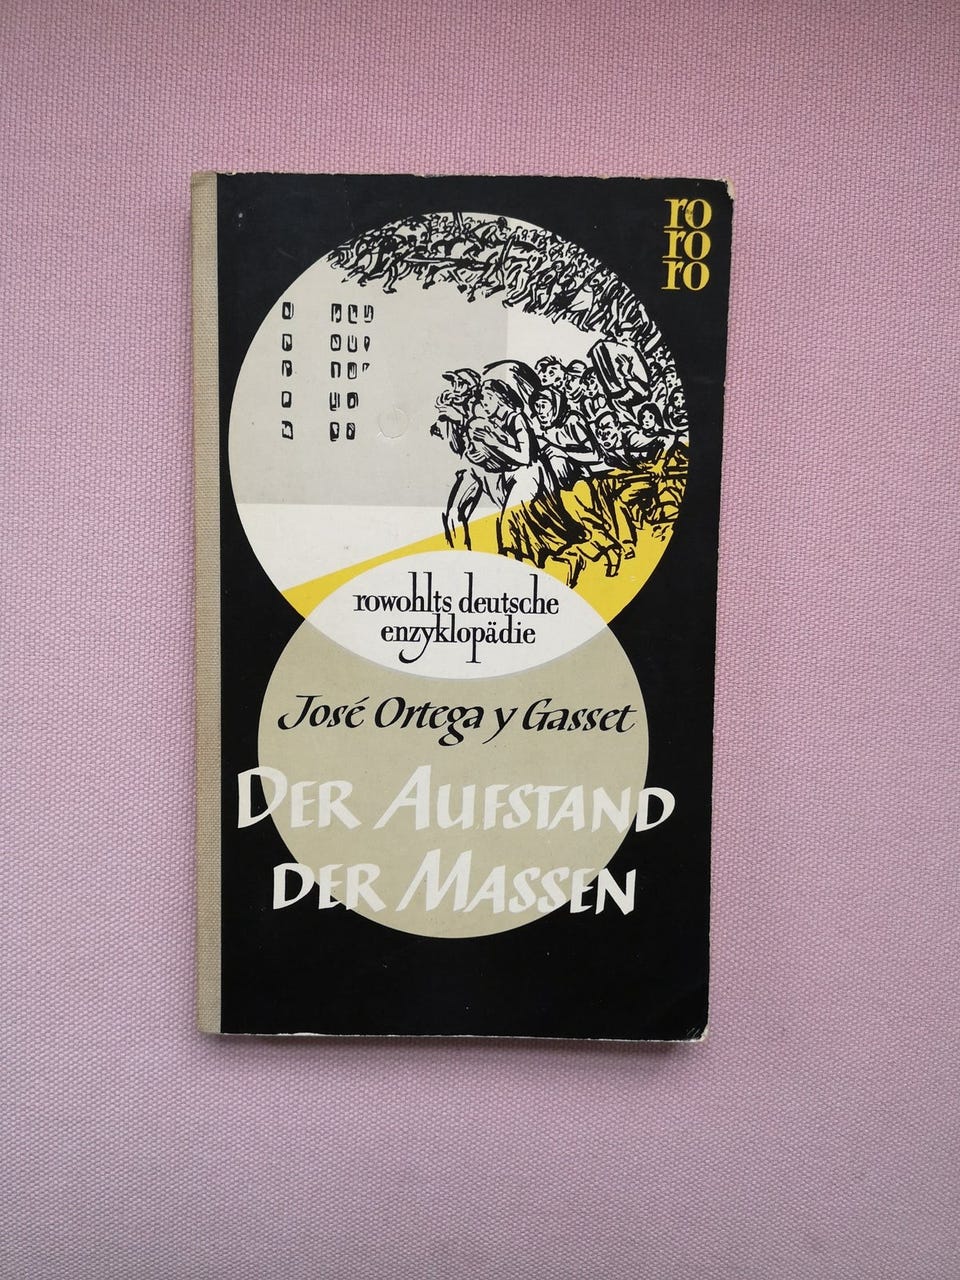 ro
ro
ro
rowohlts deutsche
enzyklopädie
José Ortega y Gasset
DER AUFSTAND
DER MASSEN